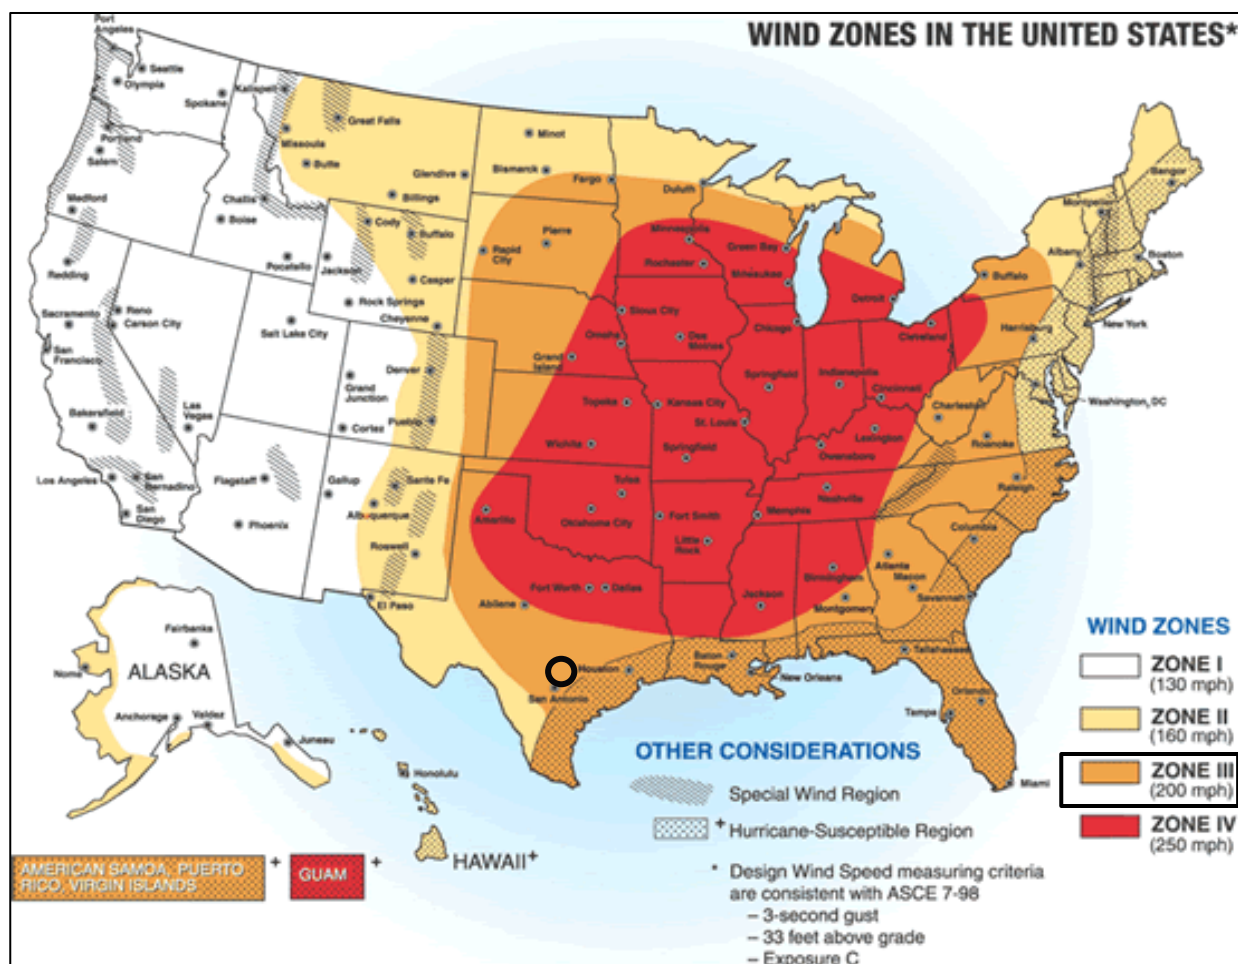 WIND ZONES IN THE UNITED STATES*
Port
Angeles
Seattle
Olympia
Spokane
Kalispell
Great Falls
Missoula
Butte
Glendive
Billings
Portland
Salem
Medford
Challis
Boise
Pocatello
Jackson
Cody
Buffalo
Casper
Rock Springs
Cheyenne
Minot
Bismarck
Fargo
Duluth
Pierre
Rapid
City
Minneapolis
Rochester
Green Bay
Milwaukee
Detroit
Buffalo
Albany
Montpelier
Bangor
Boston
New York
Harrisburg
Washington, DC
Redding
Sacramento
Reno
Carson City
San
Francisco
Salt Lake City
Grand
Junction
Denver
Pueblo
Cortez
Las
Vegas
Bakersfield
Los Angeles
San
Bernadino
San
Diego
Flagstaff
Phoenix
Gallup
Sante Fe
Albuquerque
Roswell
El Paso
Sioux City
Omaha
Des
Moines
Grand
Island
Chicago
Cleveland
Springfield
Indianapolis
Cincinnati
Topeka
Kansas City
St. Louis
Wichita
Springfield
Owensboro
Lexington
Charleston
Roanoke
Raleigh
Tulsa
Oklahoma City
Amarillo
Fort Smith
Little
Rock
Memphis
Nashville
Columbia
Atlanta
Macon
Savannah
Birmingham
Montgomery
Jackson
Fort Worth
Dallas
Abilene
Houston
San Antonio
Baton
Rouge
New Orleans
Tallahassee
Orlando
Tampa
Miami
Fairbanks
Nome
ALASKA
Anchorage
Valdez
Juneau
Honolulu
HAWAII+
AMERICAN SAMOA, PUERTO
RICO, VIRGIN ISLANDS
+
GUAM
+
OTHER CONSIDERATIONS
Special Wind Region
+ Hurricane-Susceptible Region
* Design Wind Speed measuring criteria
are consistent with ASCE 7-98
– 3-second gust
– 33 feet above grade
– Exposure C
WIND ZONES
ZONE I
(130 mph)
ZONE II
(160 mph)
ZONE III
(200 mph)
ZONE IV
(250 mph)